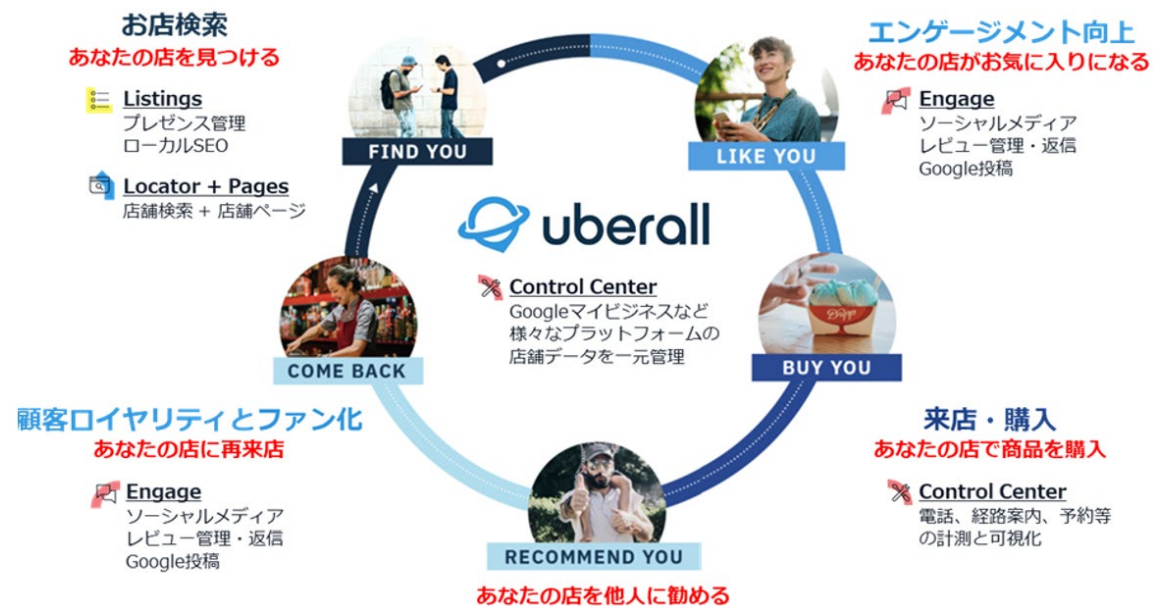 お店検索
あなたの店を見つける
Listings
プレゼンス管理
ローカルSEO
Locator + Pages
店舗検索 + 店舗ページ
FIND YOU
エンゲージメント向上
あなたの店がお気に入りになる
Engage
ソーシャルメディア
レビュー管理・返信
Google投稿
LIKE YOU
uberall
Control Center
Googleマイビジネスなど
様々なプラットフォームの
店舗データを一元管理
BUY YOU
来店・購入
あなたの店で商品を購入
Control Center
電話、経路案内、予約等
の計測と可視化
COME BACK
顧客ロイヤリティとファン化
あなたの店に再来店
Engage
ソーシャルメディア
レビュー管理・返信
Google投稿
RECOMMEND YOU
あなたの店を他人に勧める